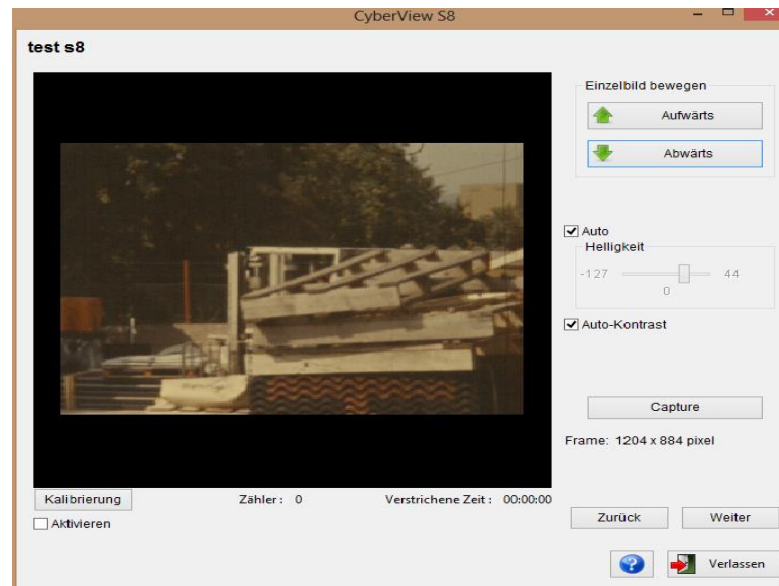 CyberView S8
test s8
Einzelbild bewegen
Aufwärts
Abwärts
Auto
Helligkeit
-127 44
0
Auto-Kontrast
Capture
Frame: 1204 x 884 pixel
Kalibrierung Zähler : 0 Verstrichene Zeit : 00:00:00
Aktivieren
Zurück Weiter
Verlassen